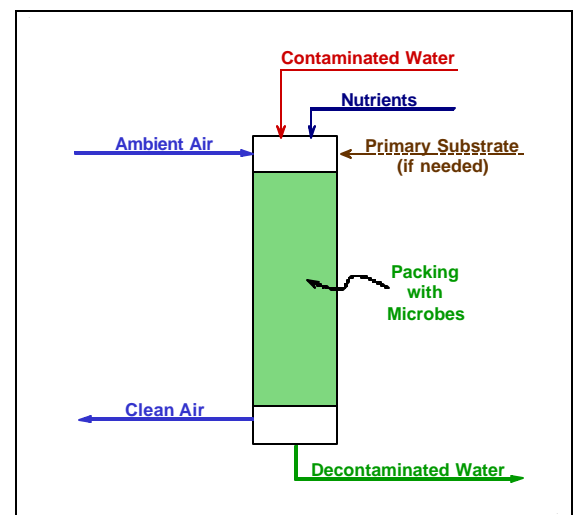 Contaminated Water
Nutrients
Ambient Air
Primary Substrate
(if needed)
Packing
with
Microbes
Clean Air
Decontaminated Water